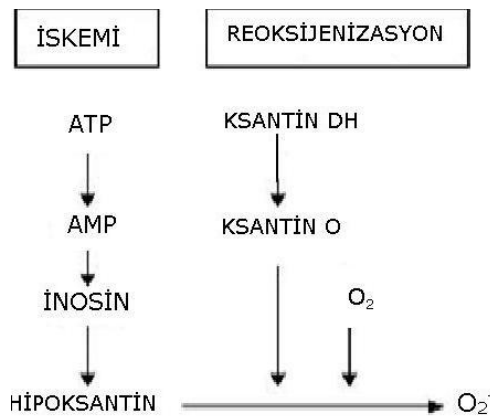 İSKEMİ
REOKSİJENİZASYON
ATP
KSANTİN DH
AMP
KSANTİN O
İNOSİN
O₂
HİPOKSANTİN
O₂⁻